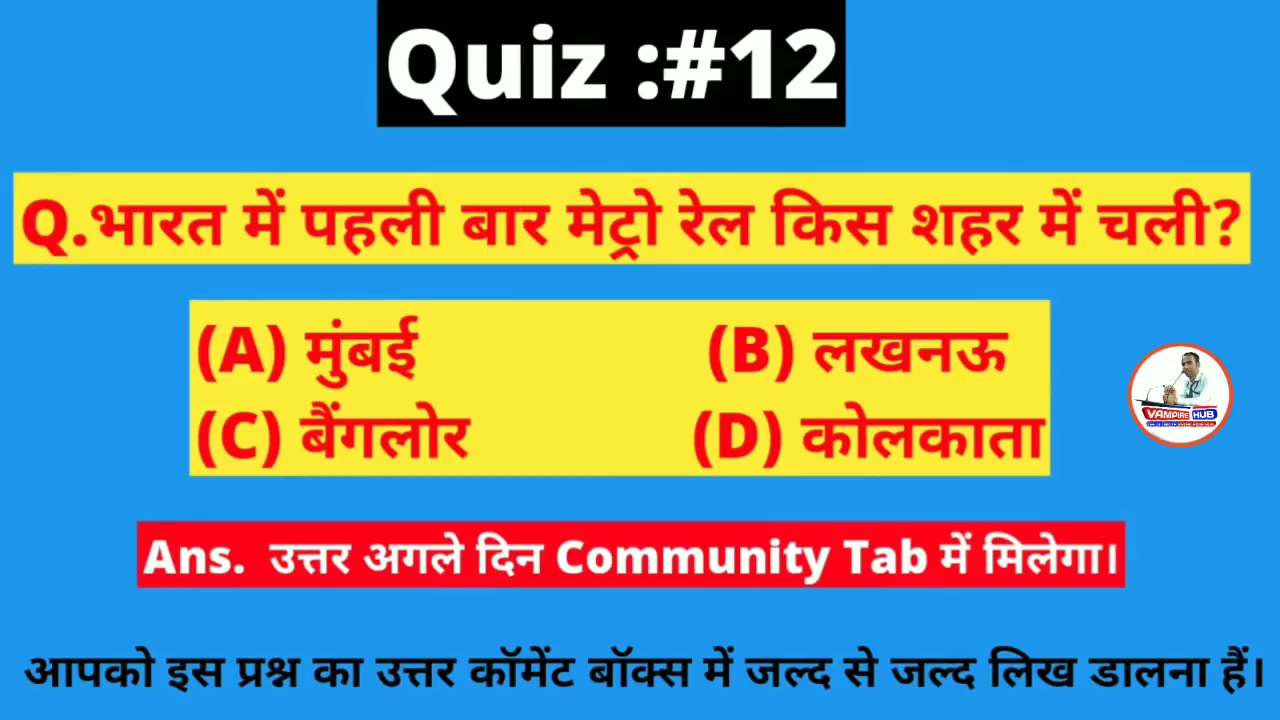 Quiz :#12
Q.भारत में पहली बार मेट्रो रेल किस शहर में चली?
(A) मुंबई (B) लखनऊ
(C) बैंगलोर (D) कोलकाता
VAMPIRE HUB
Ans. उत्तर अगले दिन Community Tab में मिलेगा।
आपको इस प्रश्न का उत्तर कॉमेंट बॉक्स में जल्द से जल्द लिख डालना हैं।